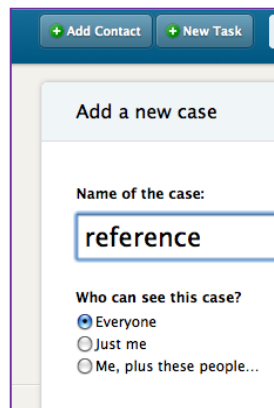 Add Contact New Task
Add a new case
Name of the case:
reference
Who can see this case?
Everyone
Just me
Me, plus these people...